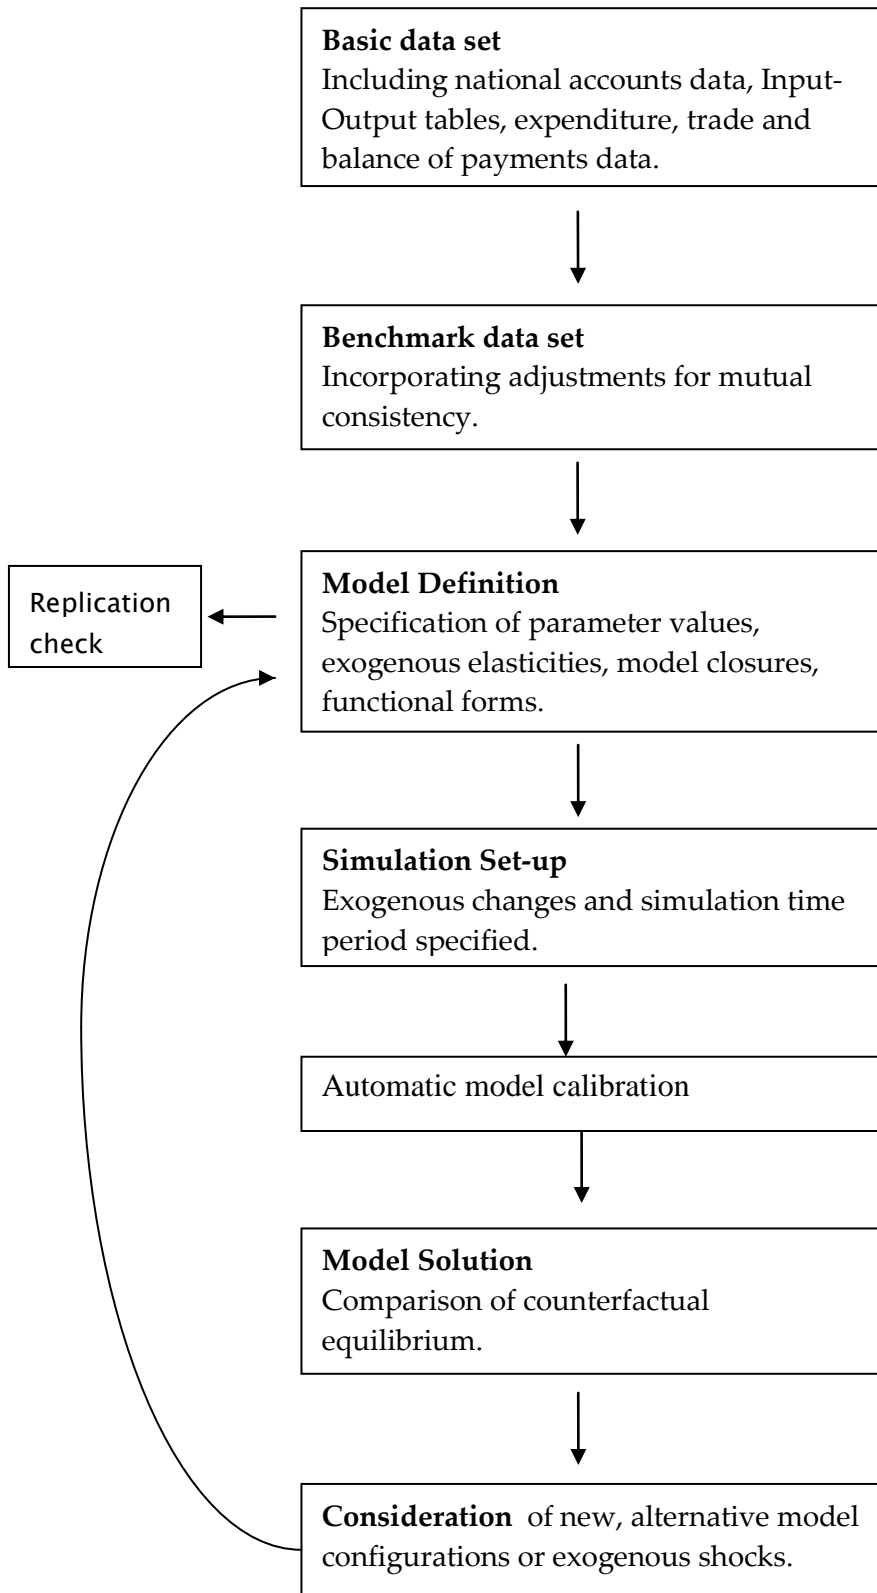 Basic data set
Including national accounts data, Input-
Output tables, expenditure, trade and
balance of payments data.
Benchmark data set
Incorporating adjustments for mutual
consistency.
Replication
check
Model Definition
Specification of parameter values,
exogenous elasticities, model closures,
functional forms.
Simulation Set-up
Exogenous changes and simulation time
period specified.
Automatic model calibration
Model Solution
Comparison of counterfactual
equilibrium.
Consideration of new, alternative model
configurations or exogenous shocks.